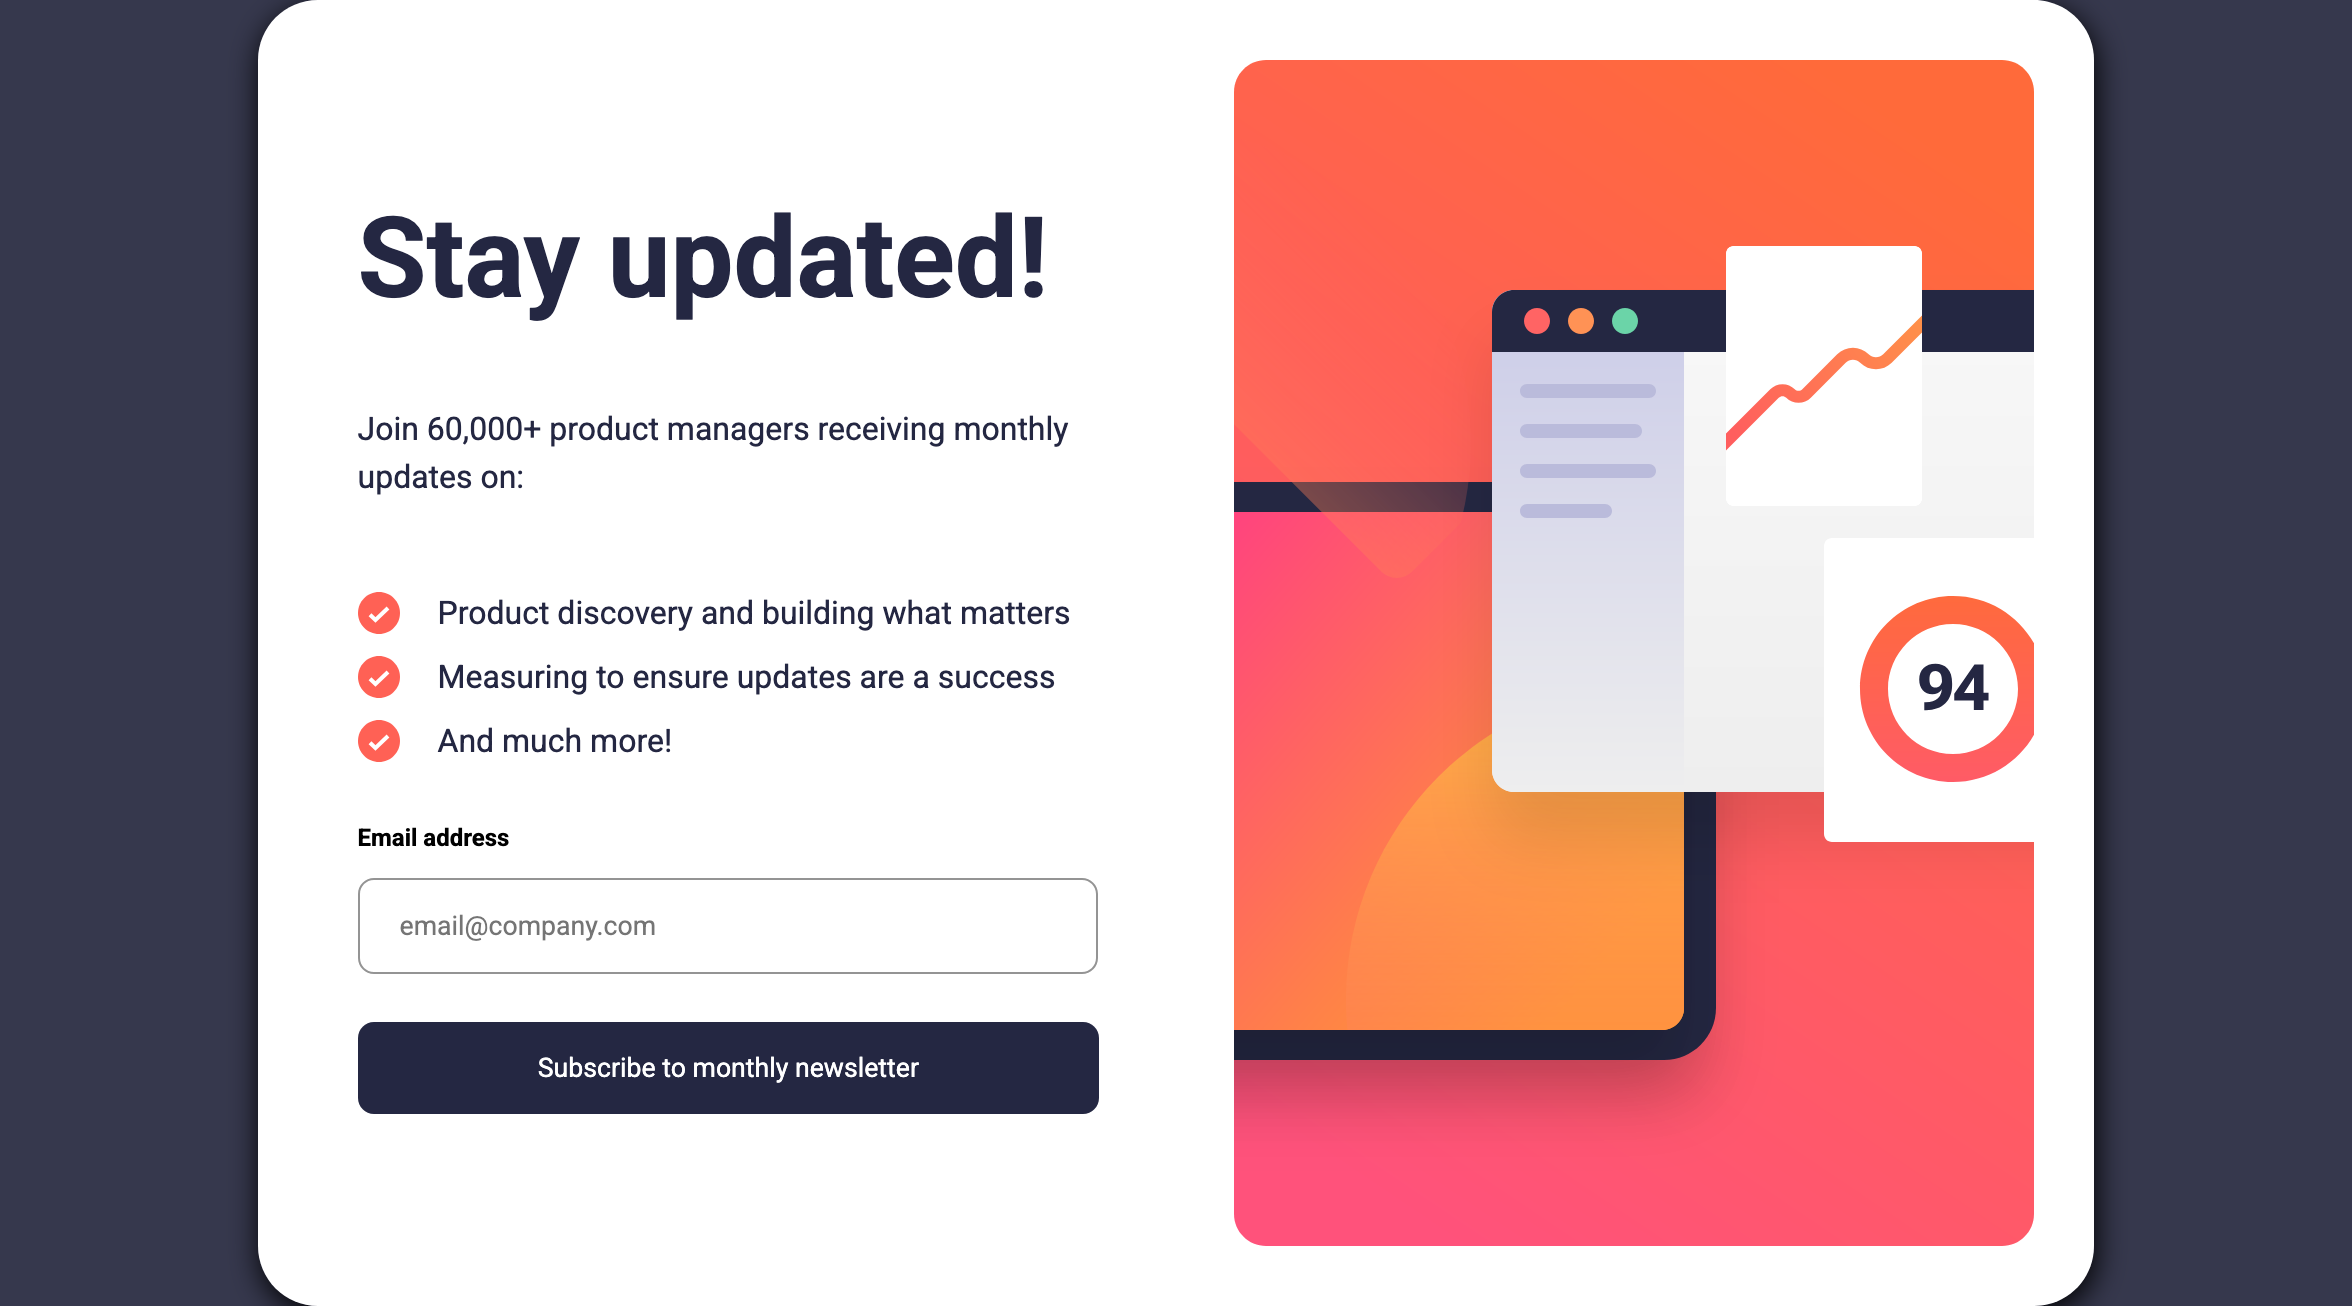 Stay updated!
Join 60,000+ product managers receiving monthly
updates on:
Product discovery and building what matters
Measuring to ensure updates are a success
And much more!
Email address
email@company.com
Subscribe to monthly newsletter
94